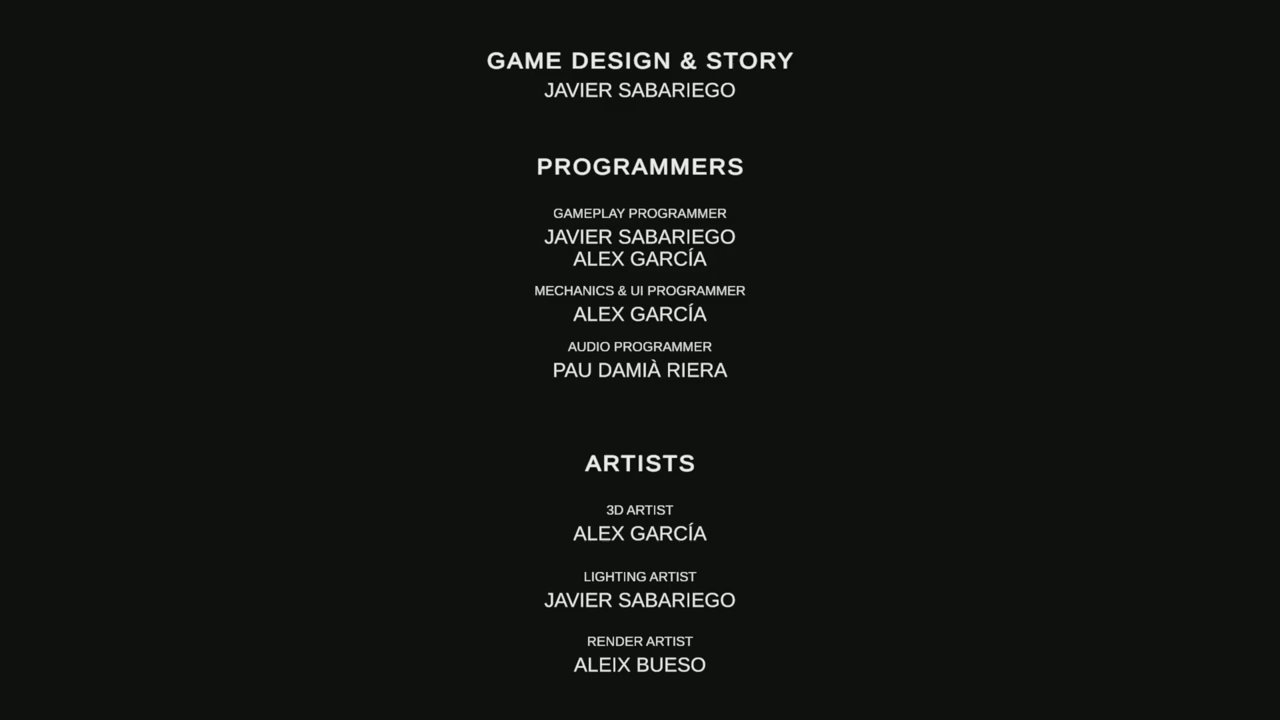 GAME DESIGN & STORY
JAVIER SABARIEGO
PROGRAMMERS
GAMEPLAY PROGRAMMER
JAVIER SABARIEGO
ALEX GARCÍA
MECHANICS & UI PROGRAMMER
ALEX GARCÍA
AUDIO PROGRAMMER
PAU DAMIÀ RIERA
ARTISTS
3D ARTIST
ALEX GARCÍA
LIGHTING ARTIST
JAVIER SABARIEGO
RENDER ARTIST
ALEIX BUESO